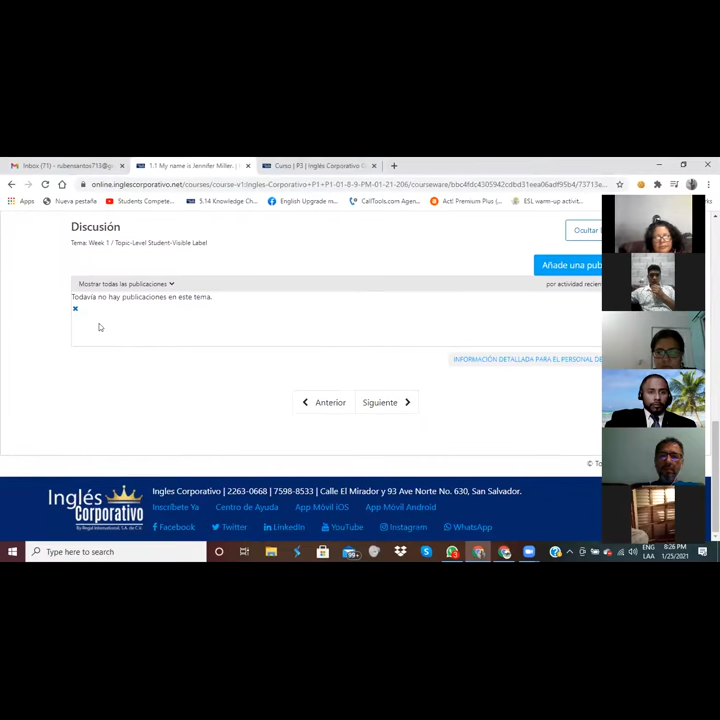 Inbox (71) - rubensantos713@g
1.1 My name is Jennifer Miller. |
Curso | P3 | Inglés Corporativo
online.inglescorporativo.net/courses/course-v1:Ingles-Corporativo+P1+P1-01-8-9-PM-01-21-206/courseware/bbc4fdc4305942cdbd31eea06adf95b4/73713e...
Apps
Nueva pestaña
Students Compete...
5.14 Knowledge Ch...
English Upgrade m...
CallTools.com Agen...
Act! Premium Plus (...
ESL warm-up activit...
Discusión
Tema: Week 1 / Topic-Level Student-Visible Label
Ocultar
Añade una pub
Mostrar todas las publicaciones
por actividad recien
Todavía no hay publicaciones en este tema.
INFORMACIÓN DETALLADA PARA EL PERSONAL DE
Anterior
Siguiente
Inglés
Corporativo
Ingles Corporativo | 2263-0668 | 7598-8533 | Calle El Mirador y 93 Ave Norte No. 630, San Salvador.
Inscríbete Ya
Centro de Ayuda
App Móvil iOS
App Móvil Android
Facebook
Twitter
LinkedIn
YouTube
Instagram
WhatsApp
Type here to search
99+
ENG
LAA
8:26 PM
1/25/2021